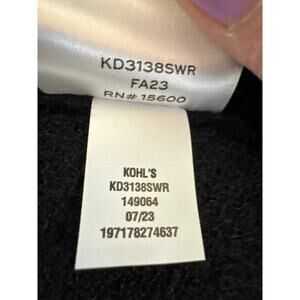 KD3138SWR
FA23
RN# 15600
KOHL'S
KD3138SWR
149064
07/23
197178274637